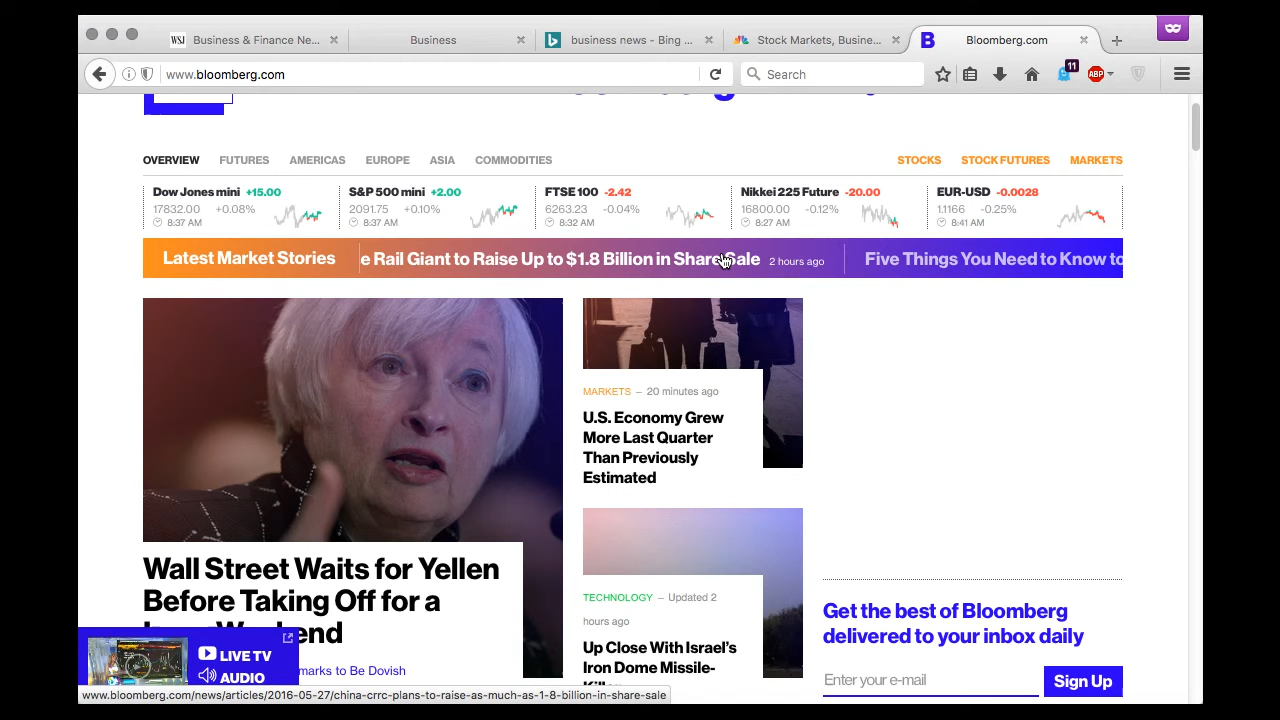 WSJ Business & Finance Ne...
Business
business news - Bing ...
Stock Markets, Busine...
B Bloomberg.com
www.bloomberg.com
Search
11
ABP
OVERVIEW FUTURES AMERICAS EUROPE ASIA COMMODITIES STOCKS STOCK FUTURES MARKETS
Dow Jones mini +15.00
17832.00 +0.08%
8:37 AM
S&P 500 mini +2.00
2091.75 +0.10%
8:37 AM
FTSE 100 -2.42
6263.23 -0.04%
8:32 AM
Nikkei 225 Future -20.00
16800.00 -0.12%
8:27 AM
EUR-USD -0.0028
1.1166 -0.25%
8:41 AM
Latest Market Stories
e Rail Giant to Raise Up to $1.8 Billion in Share Sale 2 hours ago
Five Things You Need to Know to
MARKETS – 20 minutes ago
U.S. Economy Grew
More Last Quarter
Than Previously
Estimated
Wall Street Waits for Yellen
Before Taking Off for a
end
marks to Be Dovish
LIVE TV
AUDIO
TECHNOLOGY – Updated 2
hours ago
Up Close With Israel's
Iron Dome Missile-
Get the best of Bloomberg
delivered to your inbox daily
Enter your e-mail
Sign Up
www.bloomberg.com/news/articles/2016-05-27/china-crrc-plans-to-raise-as-much-as-1-8-billion-in-share-sale